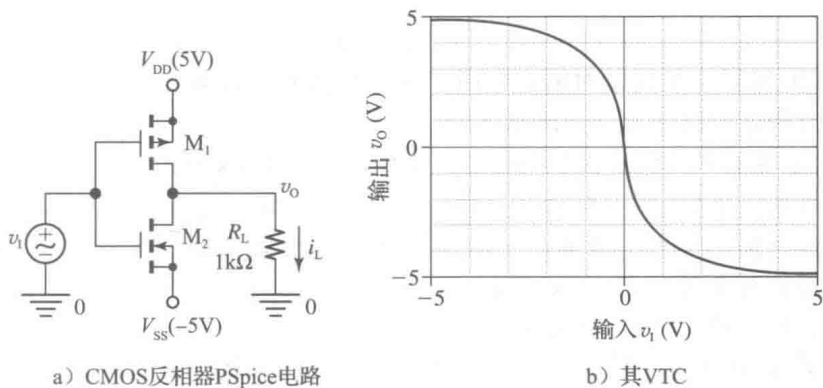 V_DD(5V)
M₁
v_O
v_I
M₂
R_L
1kΩ
i_L
0
0
V_SS(−5V)
a）CMOS反相器PSpice电路
5
0
−5
输出 v_O (V)
−5
0
5
输入 v_I (V)
b）其VTC